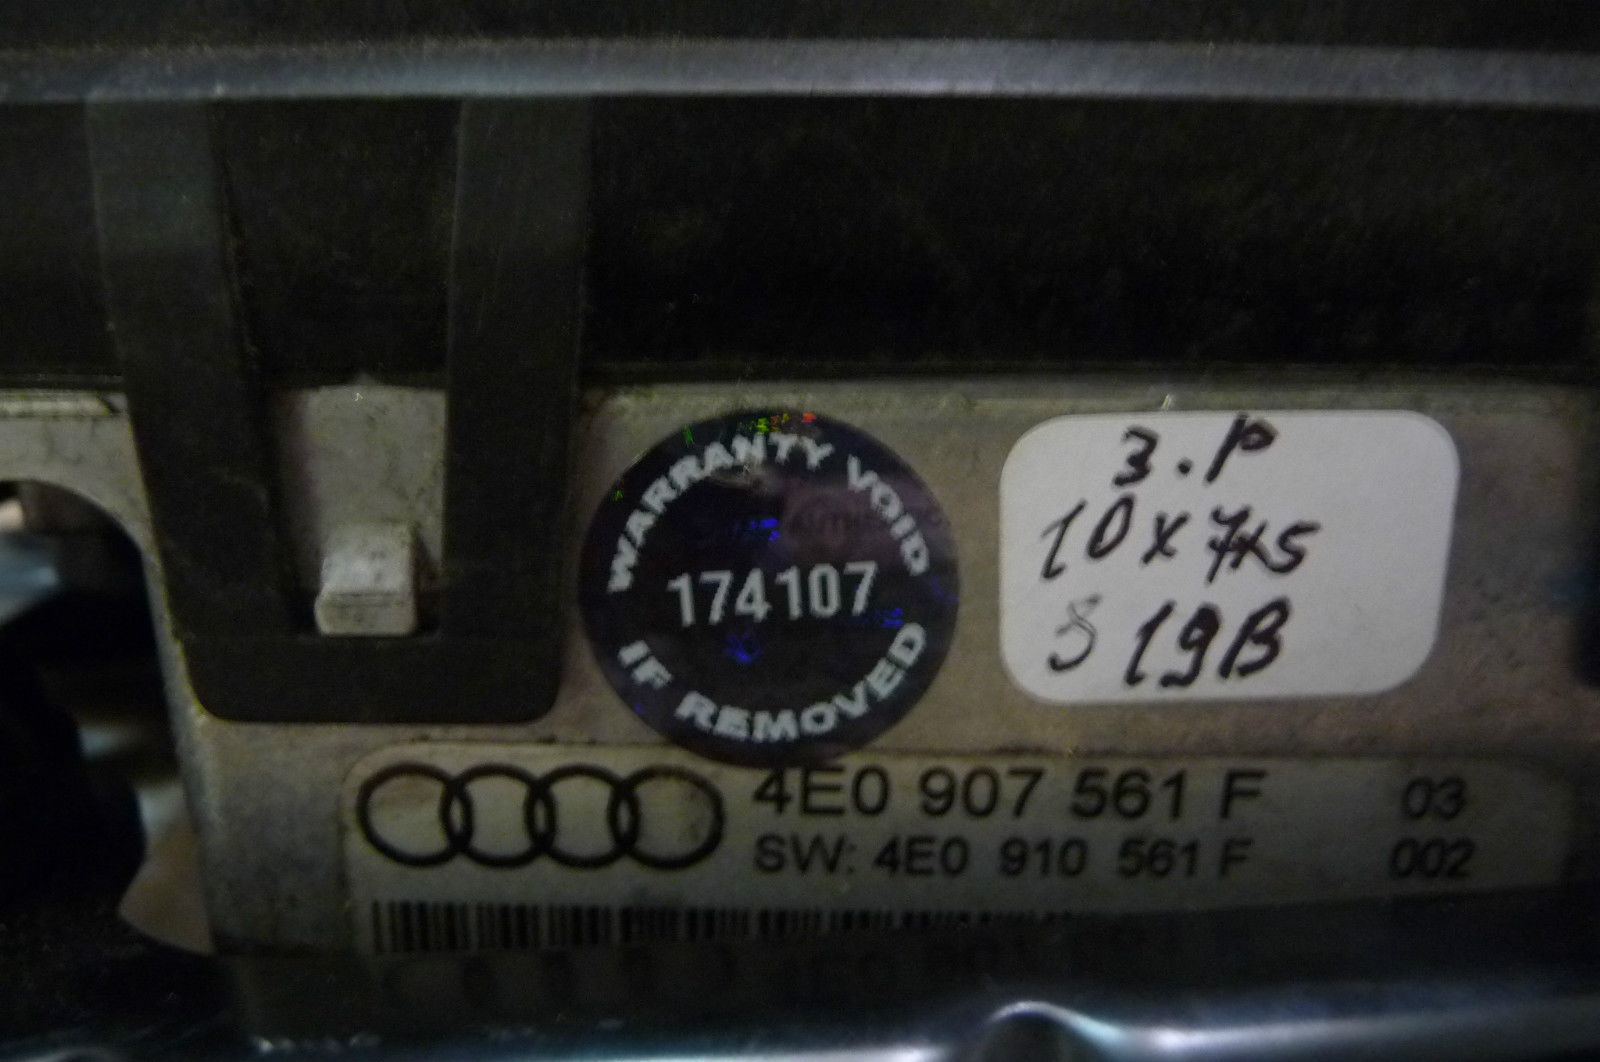 WARRANTY VOID
174107
IF REMOVED
3.P
10x7x5
S 19B
4E0 907 561 F 03
SW: 4E0 910 561 F 002